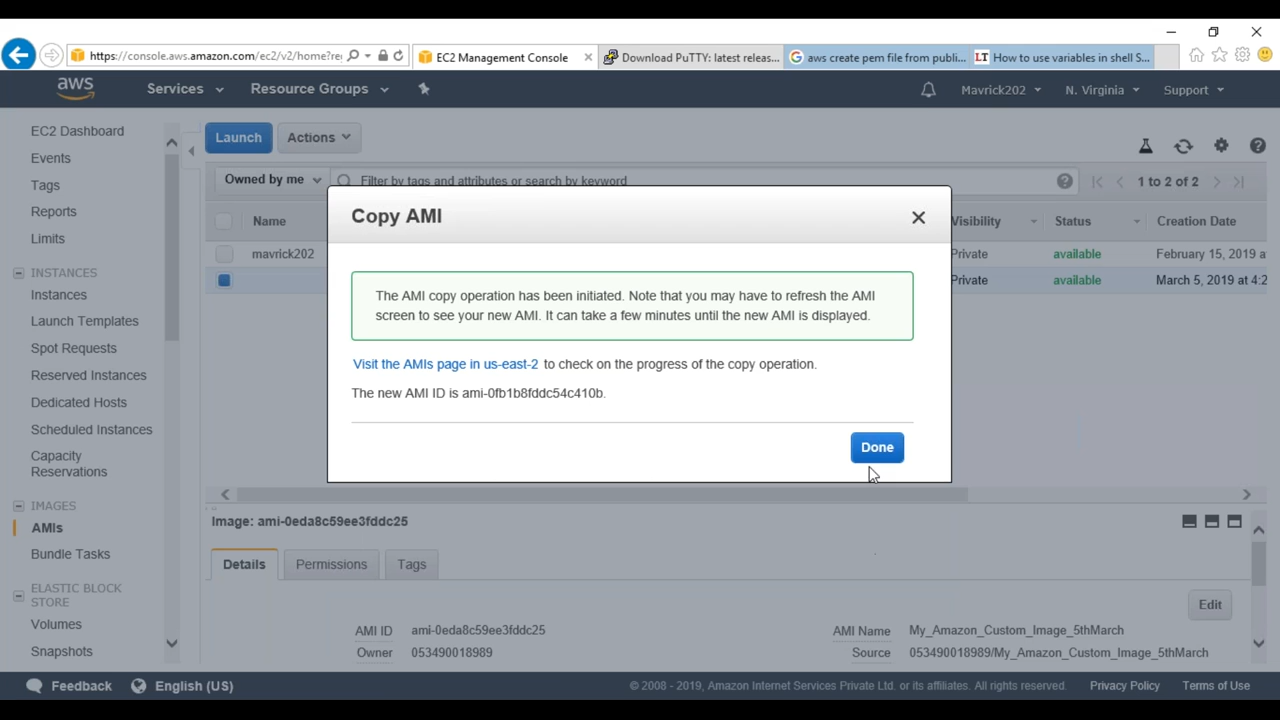 https://console.aws.amazon.com/ec2/v2/home?re
EC2 Management Console
Download PuTTY: latest releas...
aws create pem file from publi...
LT How to use variables in shell S...
aws
Services
Resource Groups
Mavrick202
N. Virginia
Support
EC2 Dashboard
Events
Tags
Reports
Limits
INSTANCES
Instances
Launch Templates
Spot Requests
Reserved Instances
Dedicated Hosts
Scheduled Instances
Capacity
Reservations
IMAGES
AMIs
Bundle Tasks
ELASTIC BLOCK
STORE
Volumes
Snapshots
Launch
Actions
Owned by me
Filter by tags and attributes or search by keyword
1 to 2 of 2
Name
Visibility
Status
Creation Date
mavrick202
Private
available
February 15, 2019 a
Private
available
March 5, 2019 at 4:2
Copy AMI
The AMI copy operation has been initiated. Note that you may have to refresh the AMI
screen to see your new AMI. It can take a few minutes until the new AMI is displayed.
Visit the AMIs page in us-east-2 to check on the progress of the copy operation.
The new AMI ID is ami-0fb1b8fddc54c410b.
Done
Image: ami-0eda8c59ee3fddc25
Details
Permissions
Tags
Edit
AMI ID ami-0eda8c59ee3fddc25
AMI Name My_Amazon_Custom_Image_5thMarch
Owner 053490018989
Source 053490018989/My_Amazon_Custom_Image_5thMarch
Feedback
English (US)
© 2008 - 2019, Amazon Internet Services Private Ltd. or its affiliates. All rights reserved.
Privacy Policy
Terms of Use